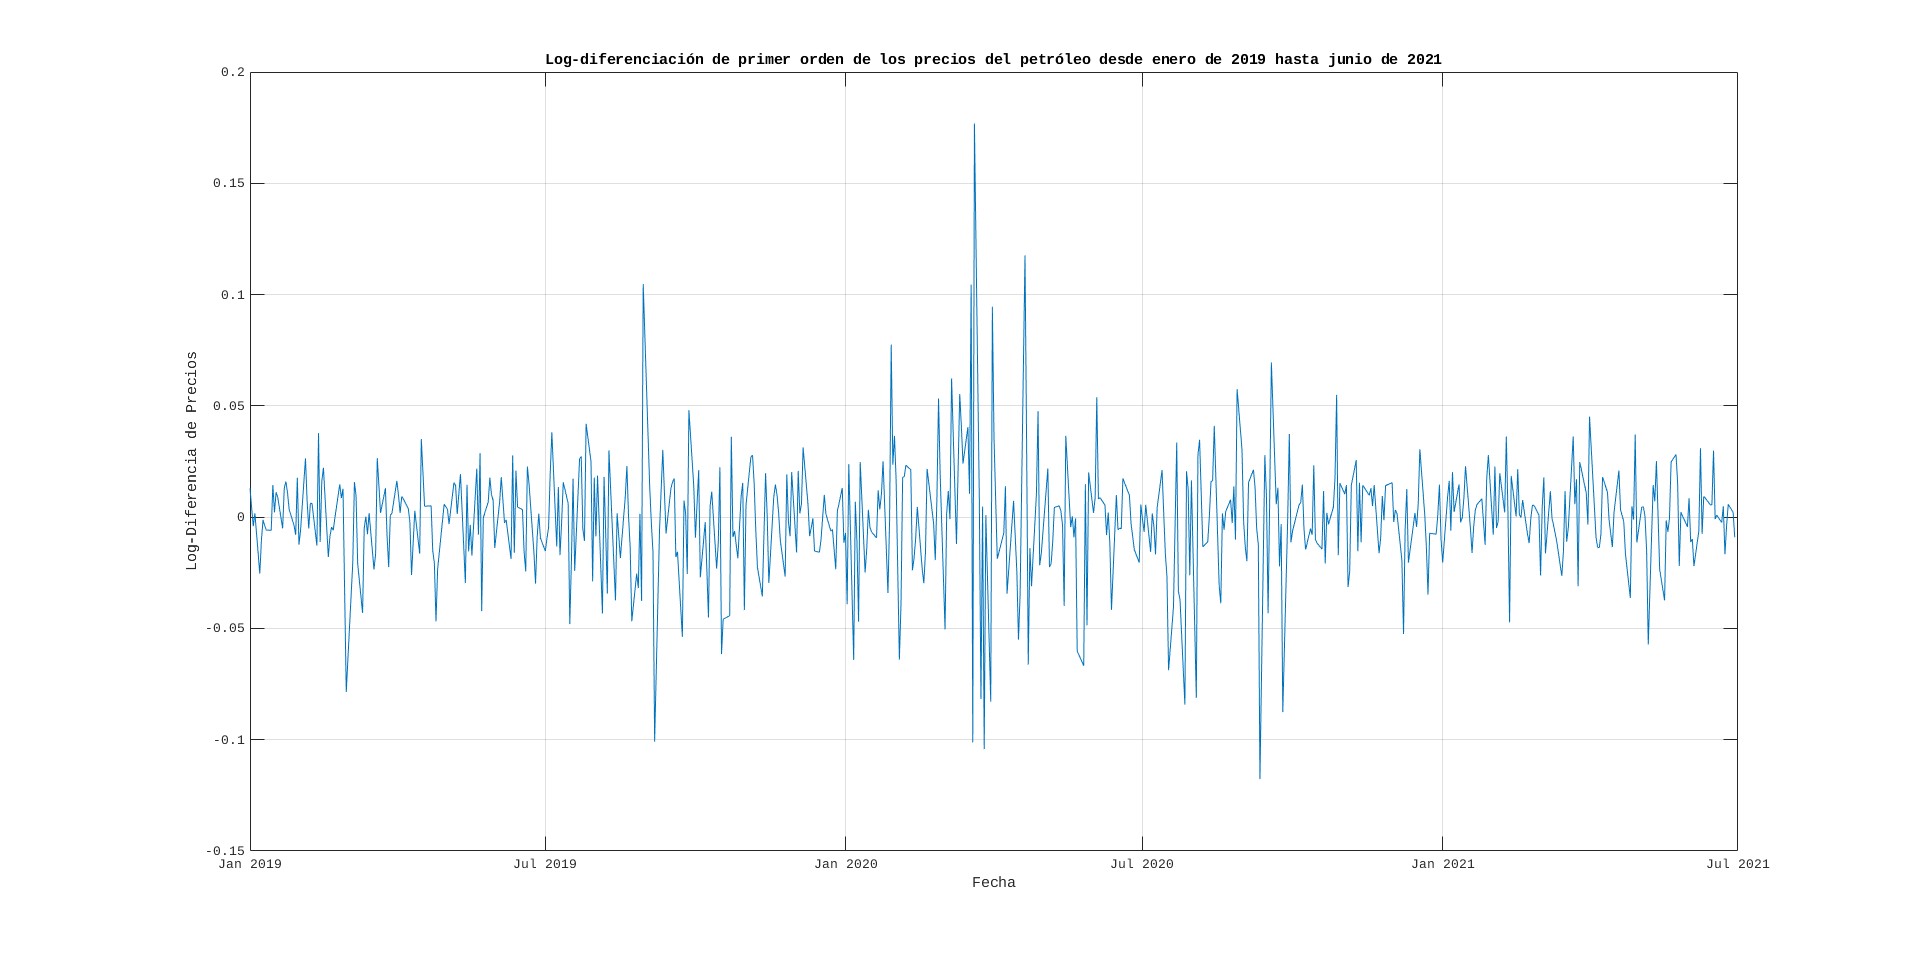 Log-diferenciación de primer orden de los precios del petróleo desde enero de 2019 hasta junio de 2021
Log-Diferencia de Precios
0.2
0.15
0.1
0.05
0
-0.05
-0.1
-0.15
Jan 2019
Jul 2019
Jan 2020
Jul 2020
Jan 2021
Jul 2021
Fecha